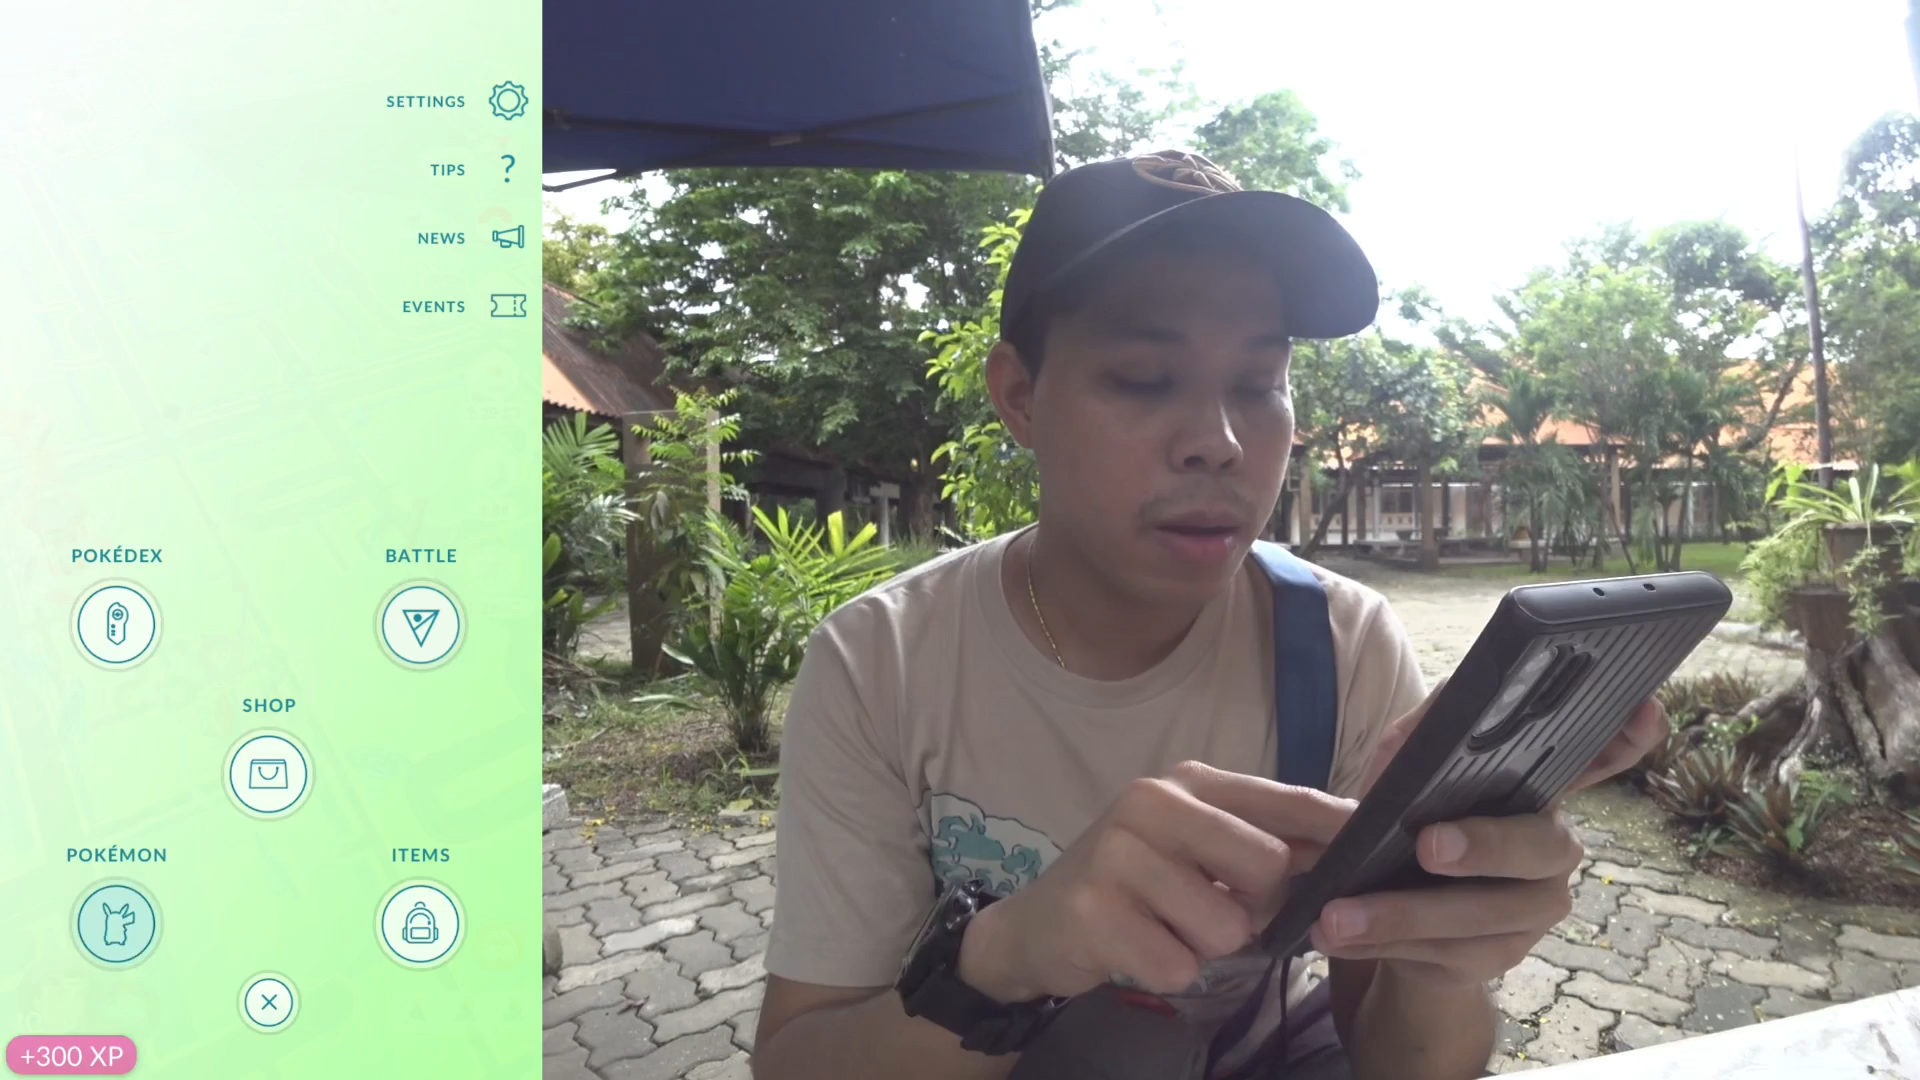 SETTINGS
TIPS
NEWS
EVENTS
POKÉDEX
BATTLE
SHOP
POKÉMON
ITEMS
+300 XP